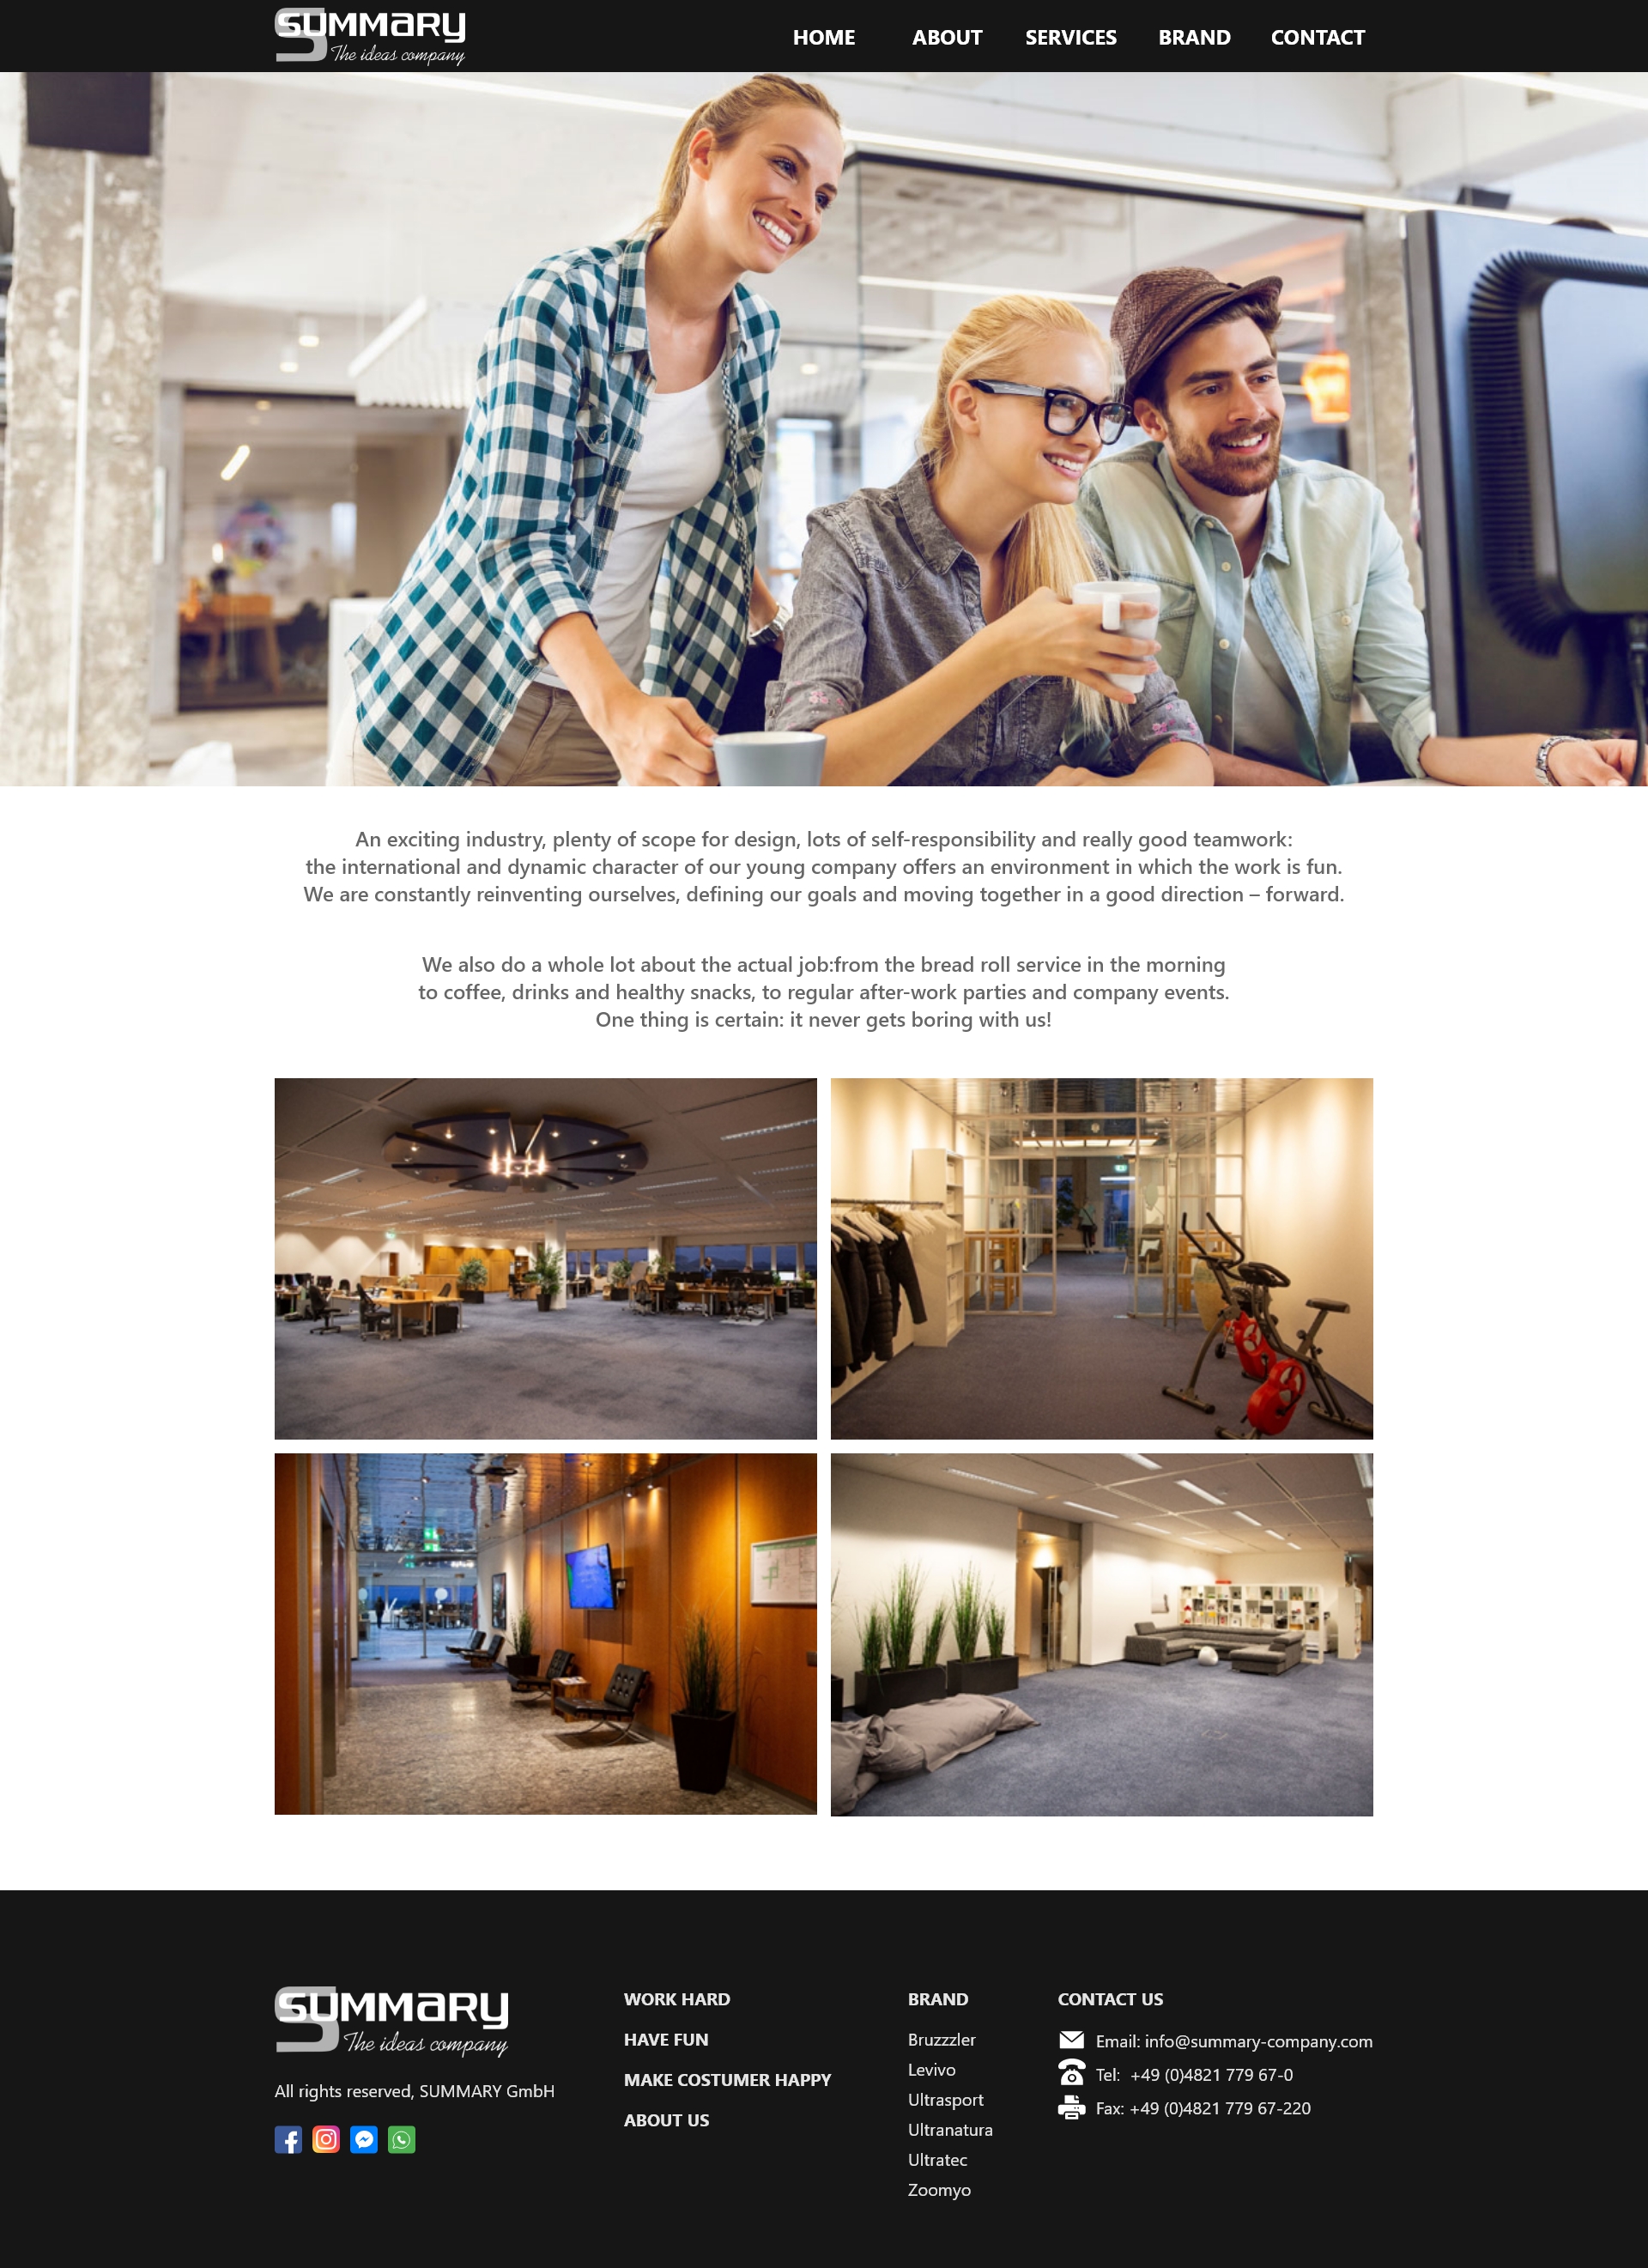 SUMMARY
The ideas company
HOME ABOUT SERVICES BRAND CONTACT
An exciting industry, plenty of scope for design, lots of self-responsibility and really good teamwork:
the international and dynamic character of our young company offers an environment in which the work is fun.
We are constantly reinventing ourselves, defining our goals and moving together in a good direction – forward.
We also do a whole lot about the actual job:from the bread roll service in the morning
to coffee, drinks and healthy snacks, to regular after-work parties and company events.
One thing is certain: it never gets boring with us!
SUMMARY
The ideas company
All rights reserved, SUMMARY GmbH
WORK HARD
HAVE FUN
MAKE COSTUMER HAPPY
ABOUT US
BRAND
Bruzzzler
Levivo
Ultrasport
Ultranatura
Ultratec
Zoomyo
CONTACT US
Email: info@summary-company.com
Tel: +49 (0)4821 779 67-0
Fax: +49 (0)4821 779 67-220